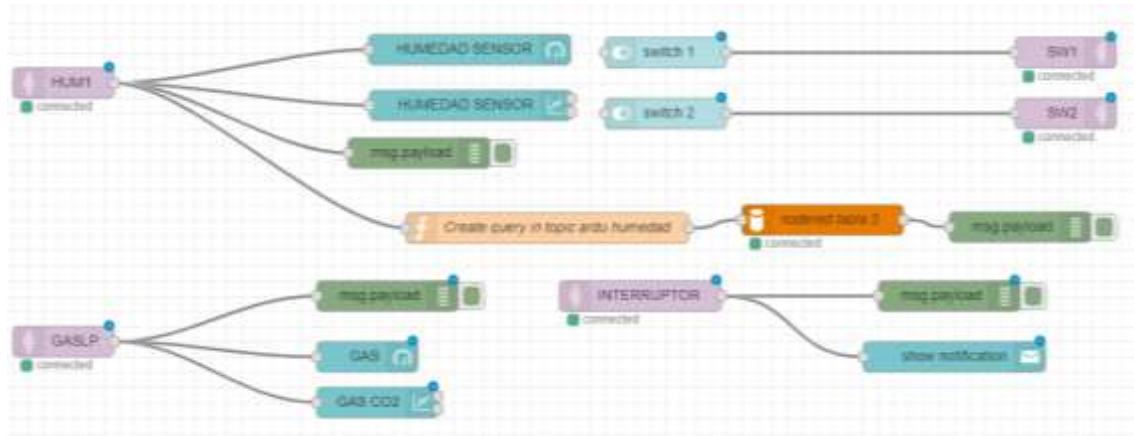 HUMEDAD SENSOR
switch 1
SW1
HUM1
connected
connected
HUMEDAD SENSOR
switch 2
SW2
connected
msg.payload
Create query in topic ardu humedad
nodered tabla 2
msg.payload
connected
msg.payload
INTERRUPTOR
msg.payload
connected
GASLP
connected
GAS
show notification
GAS CO2